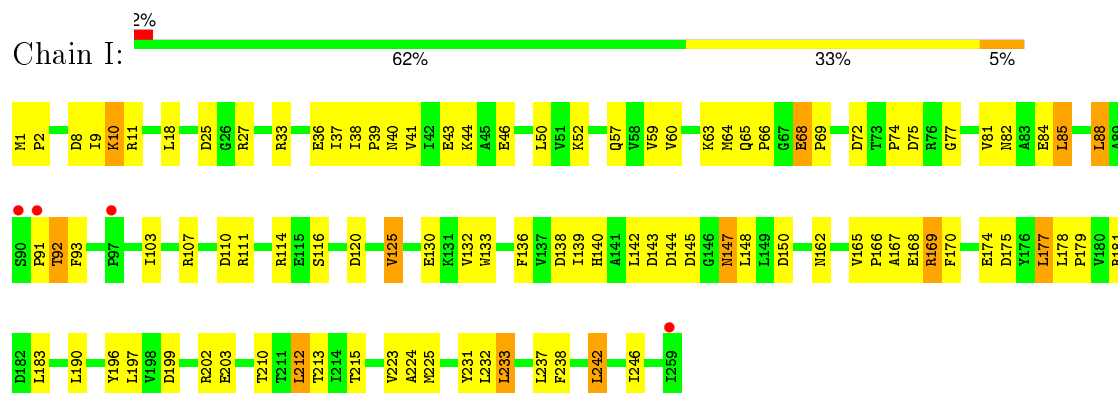 2%
Chain I:
62% 33% 5%
M1 P2 D8 I9 K10 R11 L18 D25 G26 R27 R33 E36 I37 I38 P39 N40 V41 I42 E43 K44 A45 E46 L50 V51 K52 Q57 V58 V59 V60 K63 M64 Q65 P66 G67 E68 P69 D72 T73 P74 D75 R76 G77 V81 N82 A83 E84 L85 L88 A89
S90 P91 T92 F93 P97 I103 R107 D110 R111 R114 E115 S116 D120 V125 E130 K131 V132 W133 F136 V137 D138 I139 H140 A141 L142 D143 D144 D145 G146 N147 L148 L149 D150 N162 V165 P166 A167 E168 R169 F170 E174 D175 Y176 L177 L178 P179 V180 R181
D182 L183 L190 Y196 L197 V198 D199 R202 E203 T210 T211 L212 T213 I214 T215 V223 A224 M225 Y231 L232 L233 L237 F238 L242 I246 I259